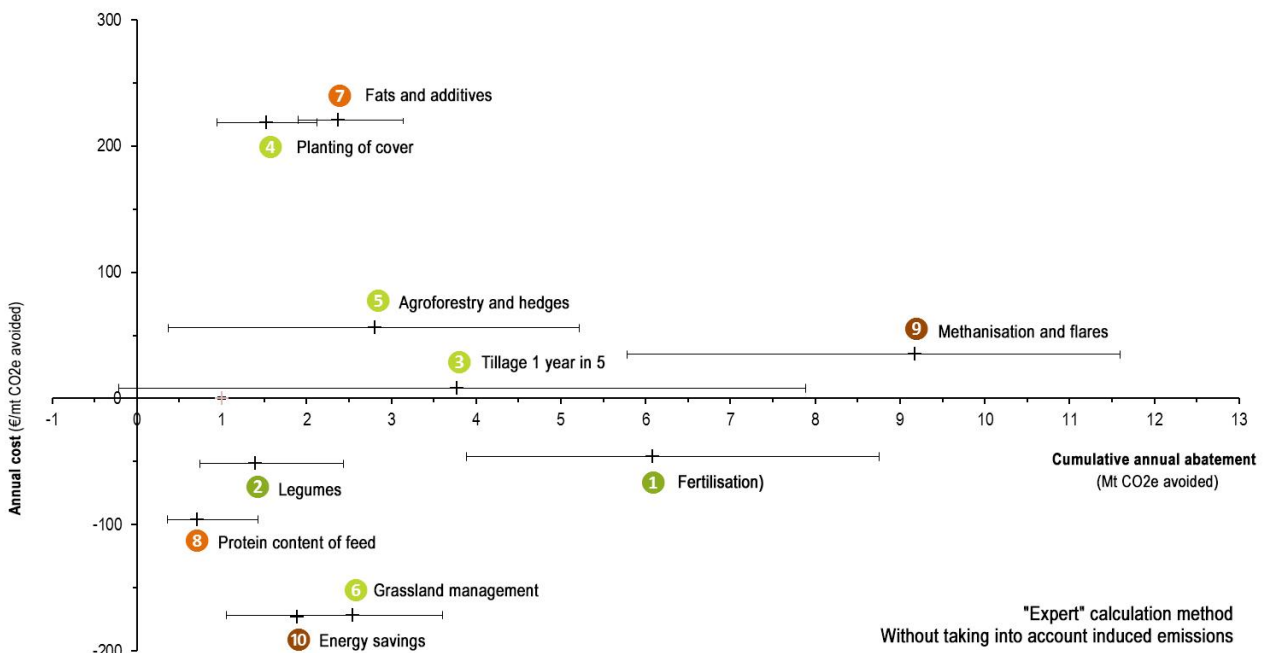 300
7 Fats and additives
200
4 Planting of cover
100
5 Agroforestry and hedges
9 Methanisation and flares
3 Tillage 1 year in 5
Annual cost (€/mt CO2e avoided)
0
-1 0 1 2 3 4 5 6 7 8 9 10 11 12 13
Cumulative annual abatement
(Mt CO2e avoided)
1 Fertilisation)
2 Legumes
-100
8 Protein content of feed
6 Grassland management
10 Energy savings
"Expert" calculation method
Without taking into account induced emissions
-200